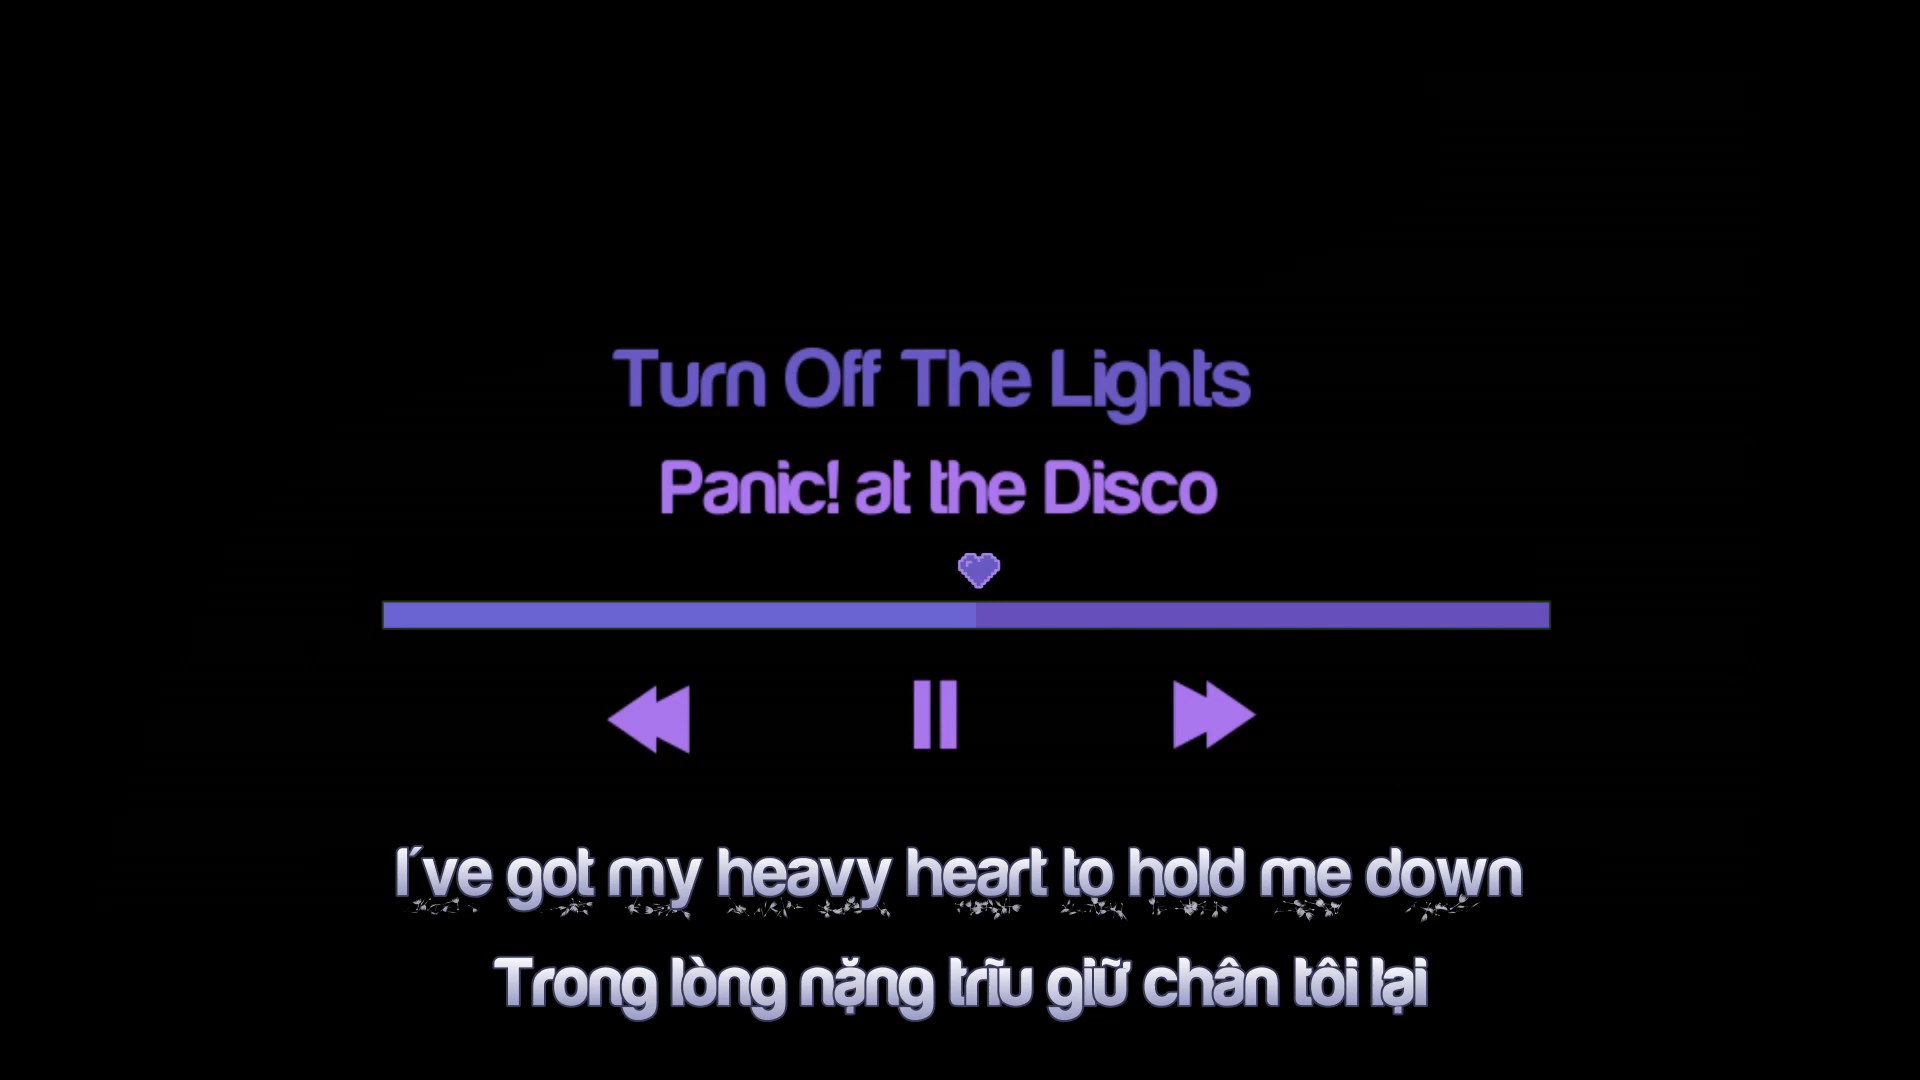 Turn Off The Lights
Panic! at the Disco
I´ve got my heavy heart to hold me down
Trong lòng nặng trĩu giữ chân tôi lại